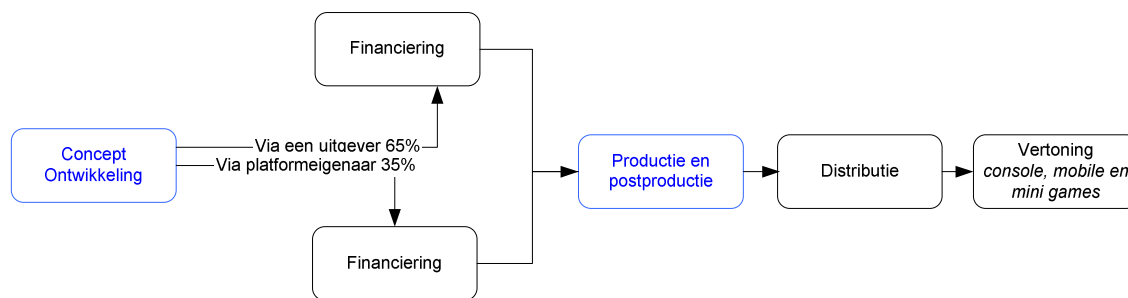 Financiering
Concept
Ontwikkeling
Via een uitgever 65%
Via platformeigenaar 35%
Financiering
Productie en
postproductie
Distributie
Vertoning
console, mobile en
mini games